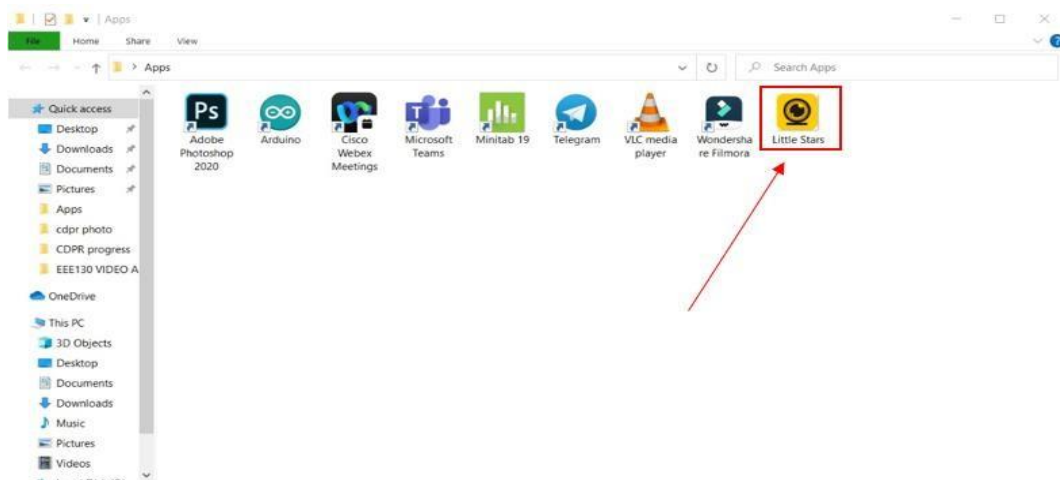 Apps
File Home Share View
Apps
Search Apps
Quick access
Desktop
Downloads
Documents
Pictures
Apps
cdpr photo
CDPR progress
EEE130 VIDEO A
OneDrive
This PC
3D Objects
Desktop
Documents
Downloads
Music
Pictures
Videos
Ps
Adobe
Photoshop
2020
Arduino
Cisco
Webex
Meetings
T
Microsoft
Teams
Minitab 19
Telegram
VLC media
player
Wondersha
re Filmora
Little Stars